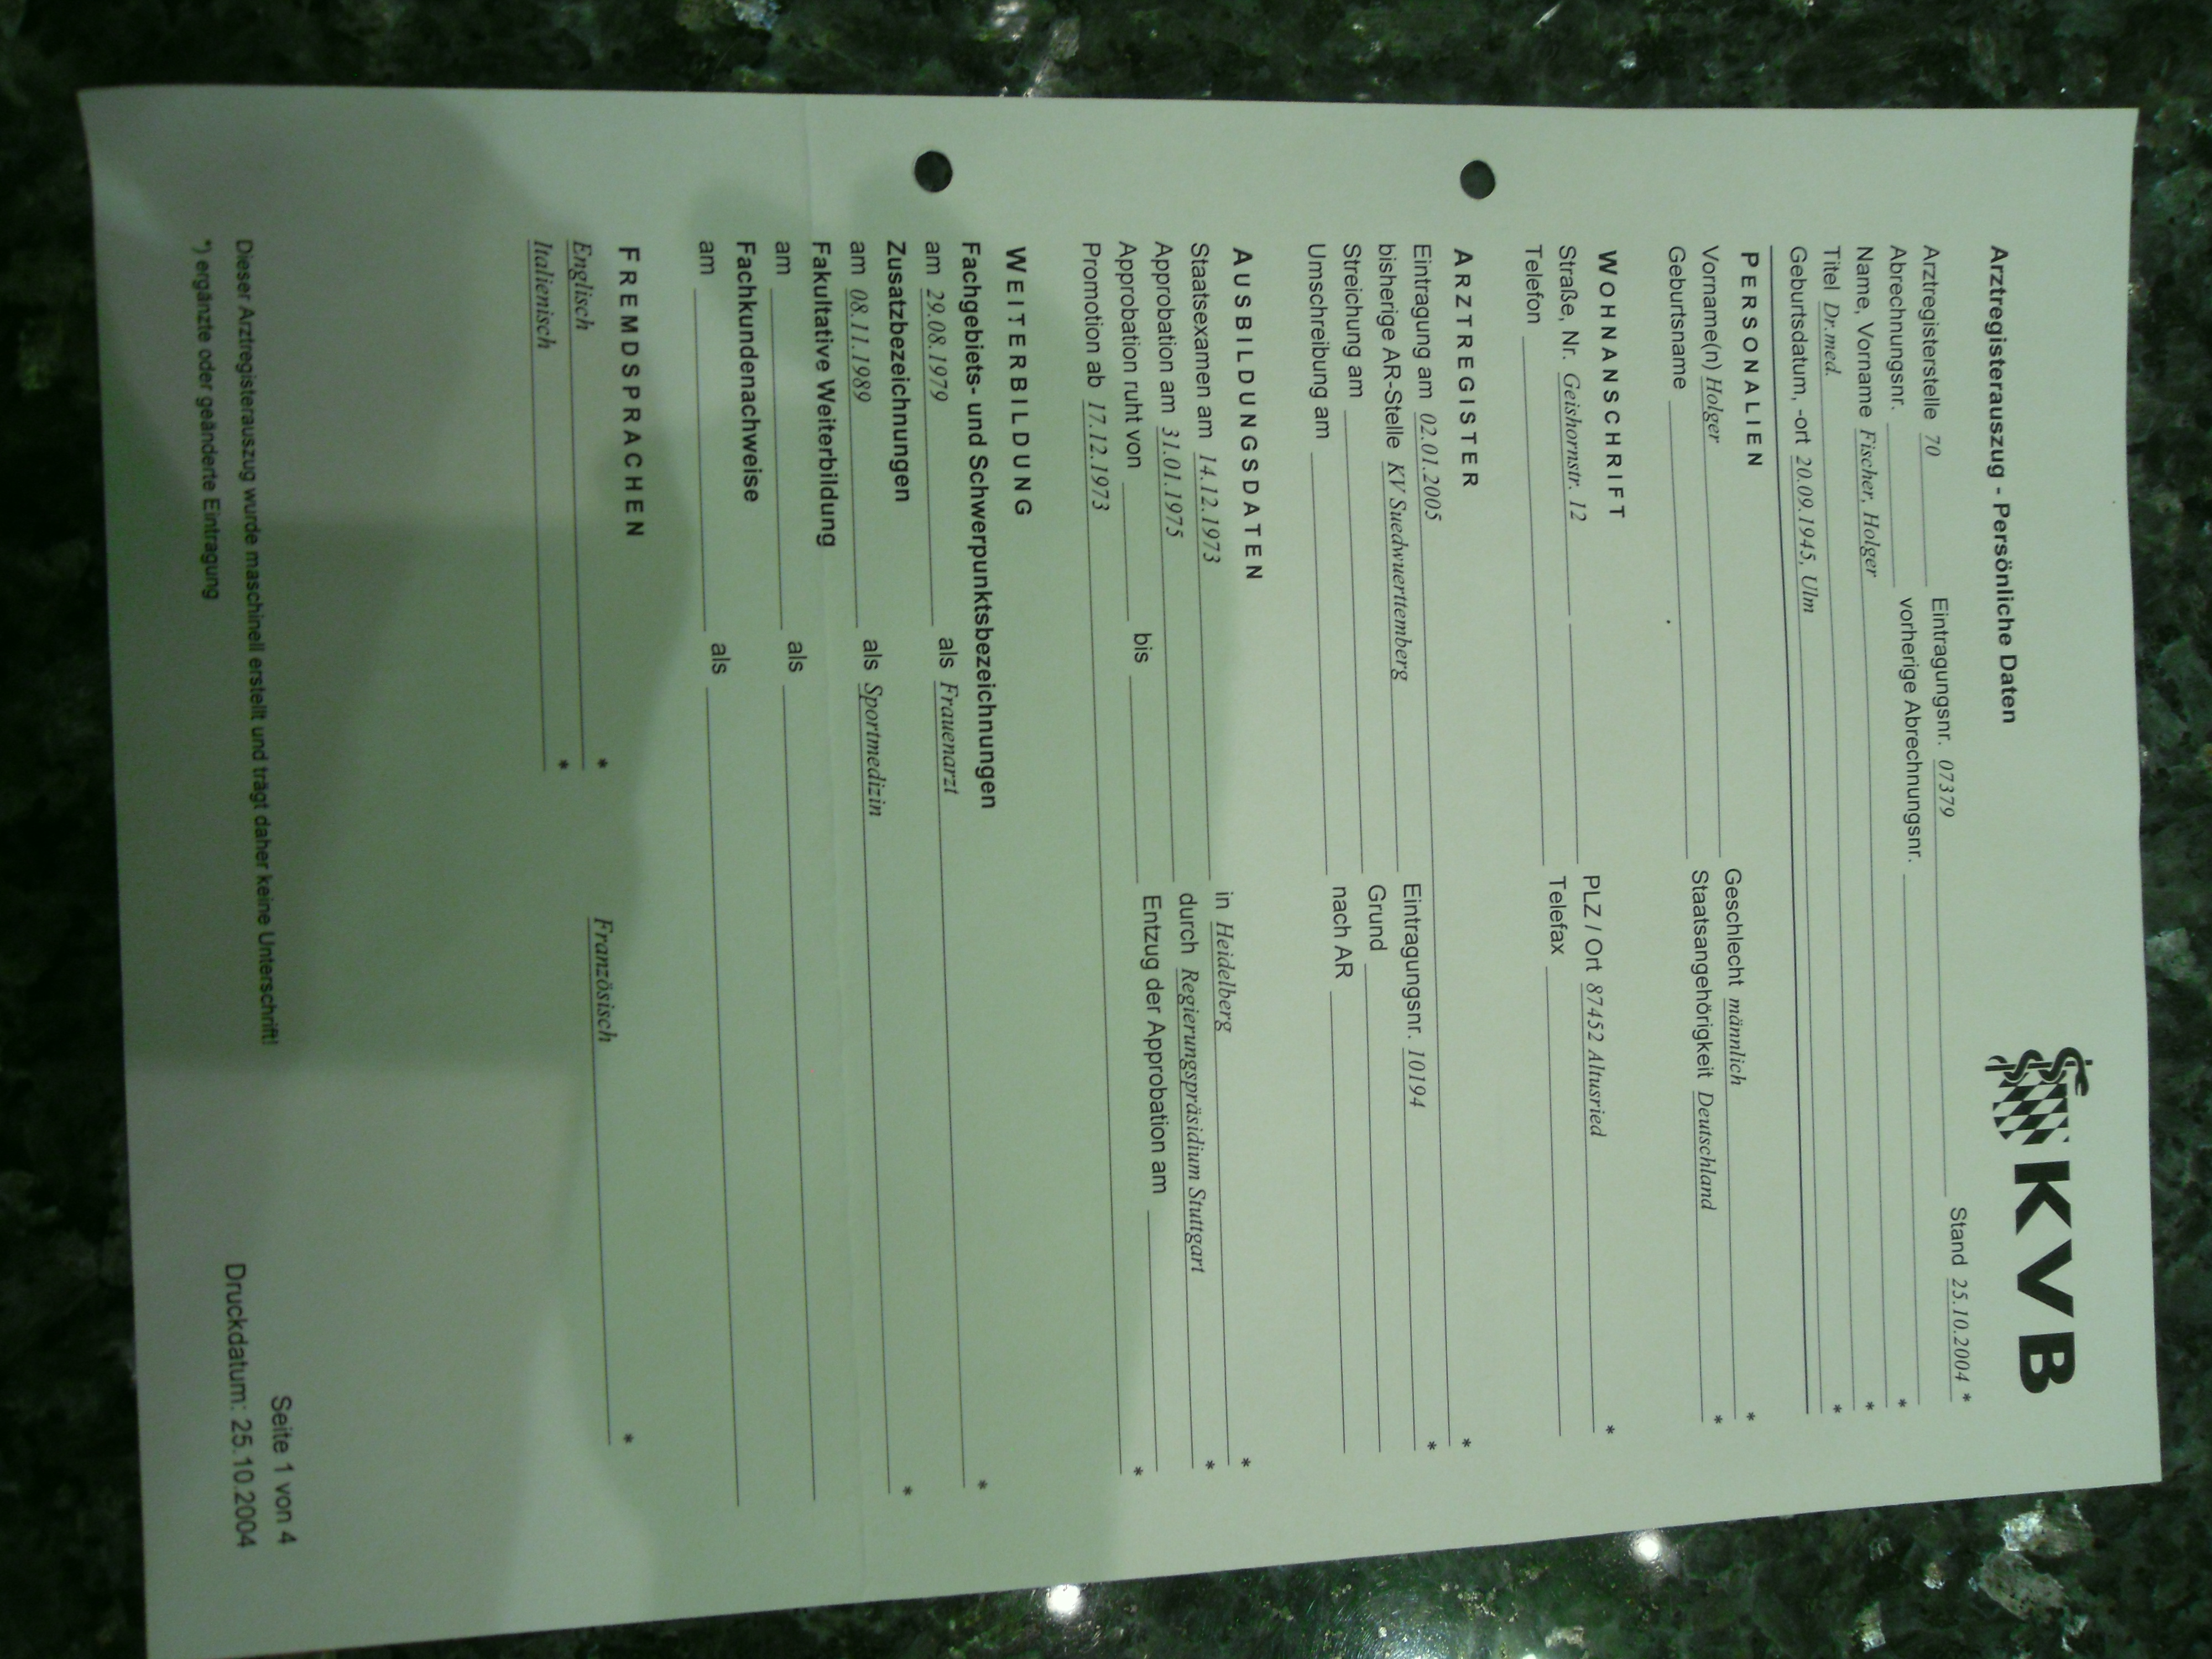 KVB
Arztregisterauszug - Persönliche Daten
Arztregisterstelle 70 Eintragungsnr. 07379 Stand 25.10.2004 *
Abrechnungsnr. vorherige Abrechnungsnr.
Name, Vorname Fischer, Holger *
Titel Dr.med. *
Geburtsdatum, -ort 20.09.1945, Ulm *
PERSONALIEN
Vorname(n) Holger Geschlecht männlich *
Geburtsname Staatsangehörigkeit Deutschland *
WOHNANSCHRIFT
Straße, Nr. Geishornstr. 12 PLZ / Ort 87452 Altusried *
Telefon Telefax
ARZTREGISTER
Eintragung am 02.01.2005 *
bisherige AR-Stelle KV Suedwuerttemberg Eintragungsnr. 10194 *
Streichung am Grund
Umschreibung am nach AR
AUSBILDUNGSDATEN
Staatsexamen am 14.12.1973 in Heidelberg *
Approbation am 31.01.1975 durch Regierungspräsidium Stuttgart *
Approbation ruht von bis Entzug der Approbation am
Promotion ab 17.12.1973 *
WEITERBILDUNG
Fachgebiets- und Schwerpunktsbezeichnungen
am 29.08.1979 als Frauenarzt *
Zusatzbezeichnungen
am 08.11.1989 als Sportmedizin *
Fakultative Weiterbildung
am als
Fachkundenachweise
am als
FREMDSPRACHEN
Englisch * Französisch *
Italienisch *
Dieser Arztregisterauszug wurde maschinell erstellt und trägt daher keine Unterschrift! Seite 1 von 4
*) ergänzte oder geänderte Eintragung Druckdatum: 25.10.2004